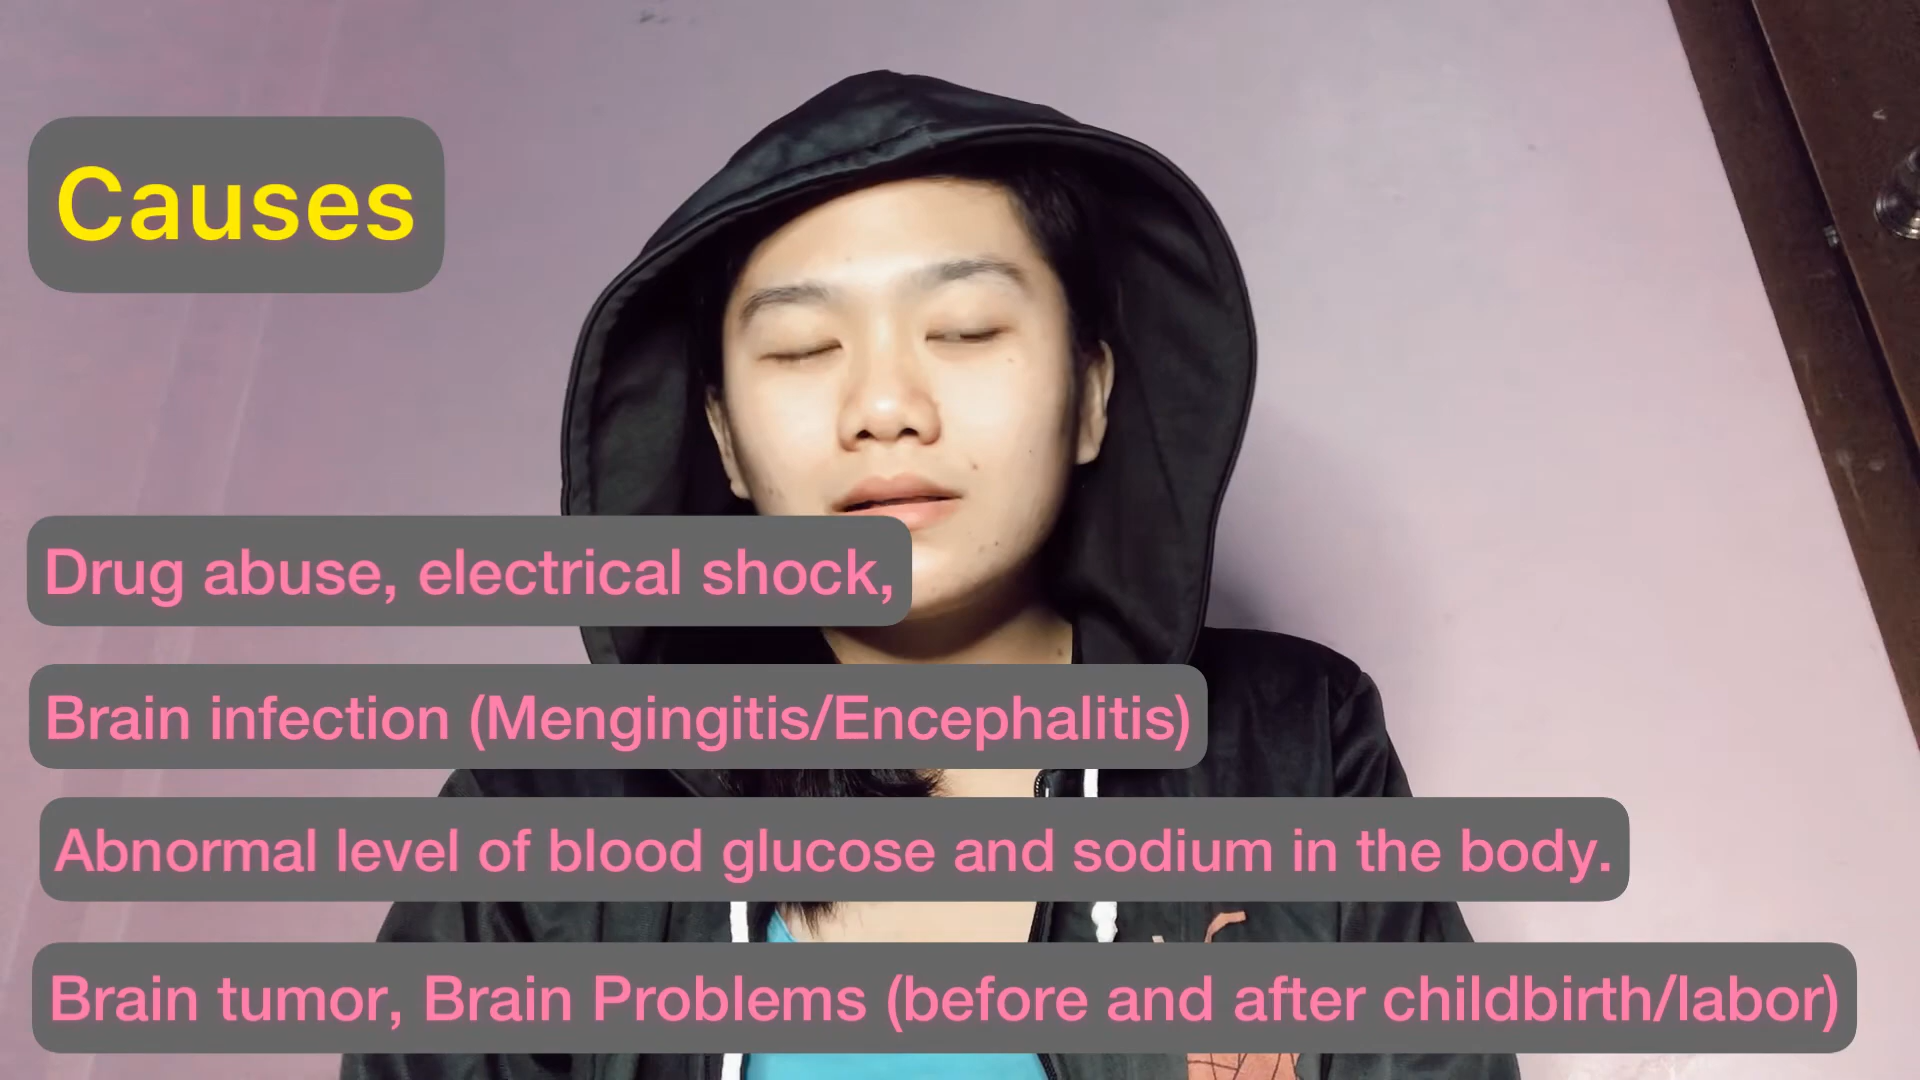 Causes
Drug abuse, electrical shock,
Brain infection (Mengingitis/Encephalitis)
Abnormal level of blood glucose and sodium in the body.
Brain tumor, Brain Problems (before and after childbirth/labor)